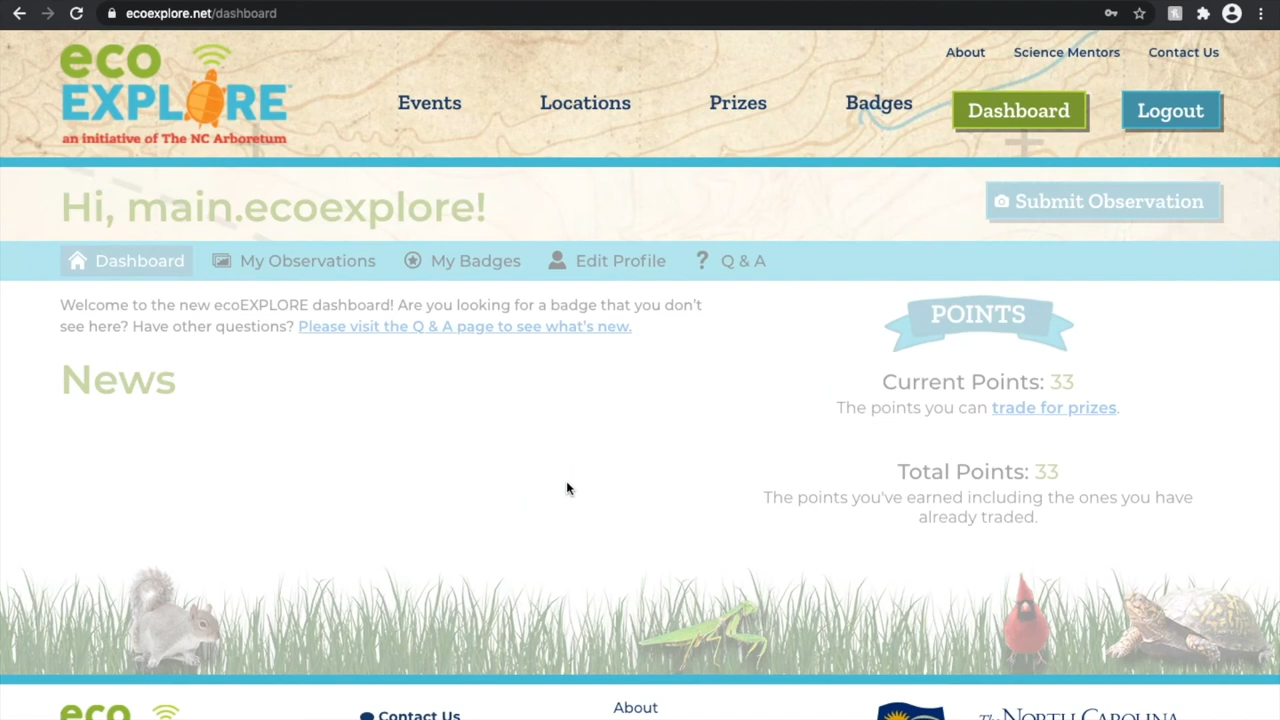 ecoexplore.net/dashboard
eco
EXPLORE
an initiative of The NC Arboretum
About Science Mentors Contact Us
Events Locations Prizes Badges Dashboard Logout
Hi, main.ecoexplore!
Submit Observation
Dashboard My Observations My Badges Edit Profile ? Q & A
Welcome to the new ecoEXPLORE dashboard! Are you looking for a badge that you don’t
see here? Have other questions? Please visit the Q & A page to see what’s new.
News
POINTS
Current Points: 33
The points you can trade for prizes.
Total Points: 33
The points you've earned including the ones you have
already traded.
eco
Contact Us
About
The NORTH CAROLINA